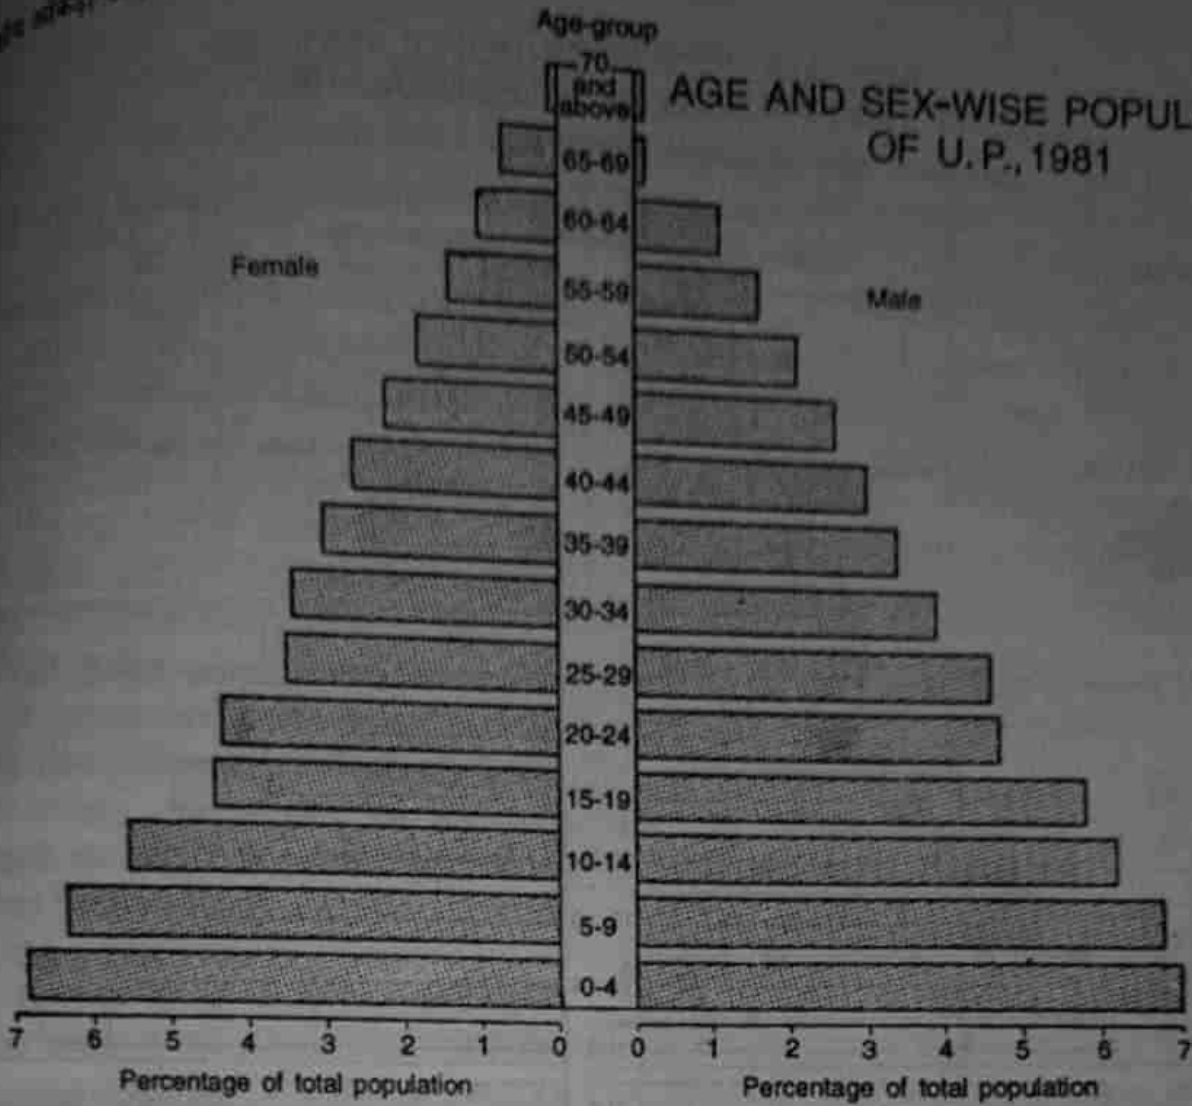 Age-group
70
and
above
AGE AND SEX-WISE POPUL
OF U.P., 1981
65-69
60-64
Female
55-59
Male
50-54
45-49
40-44
35-39
30-34
25-29
20-24
15-19
10-14
5-9
0-4
7 6 5 4 3 2 1 0 0 1 2 3 4 5 6 7
Percentage of total population Percentage of total population